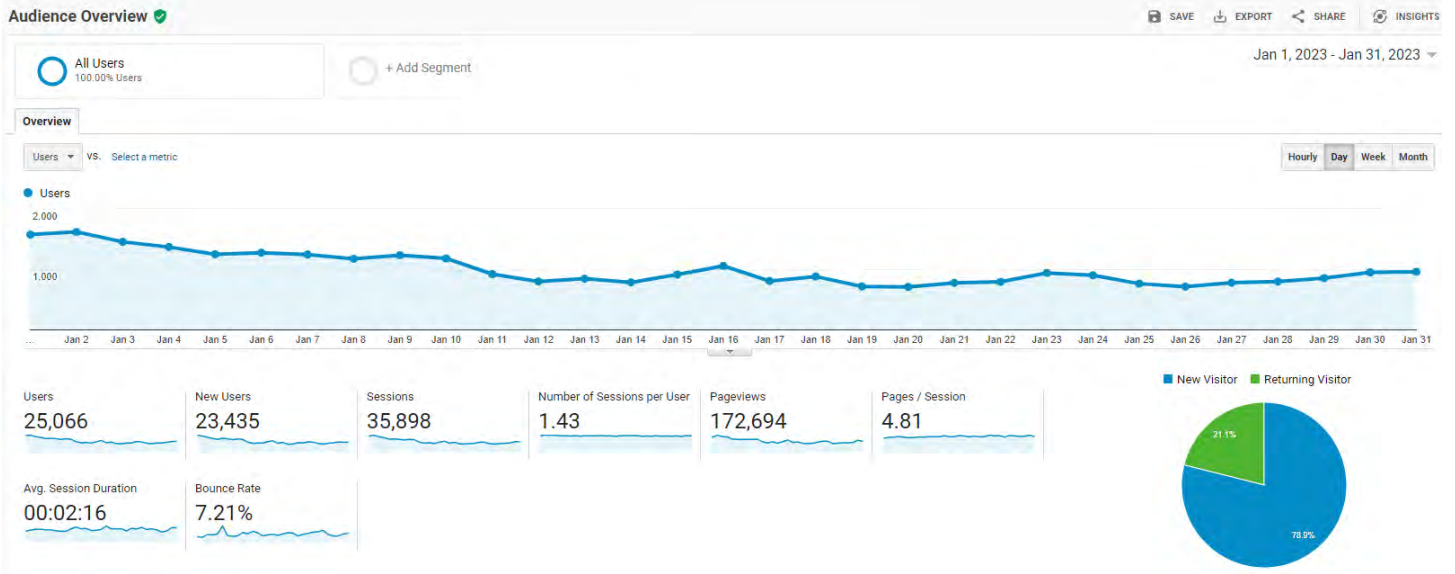 Audience Overview
SAVE EXPORT SHARE INSIGHTS
All Users
100.00% Users
+ Add Segment
Jan 1, 2023 - Jan 31, 2023
Overview
Users VS. Select a metric
Hourly Day Week Month
Users
2,000
1,000
... Jan 2 Jan 3 Jan 4 Jan 5 Jan 6 Jan 7 Jan 8 Jan 9 Jan 10 Jan 11 Jan 12 Jan 13 Jan 14 Jan 15 Jan 16 Jan 17 Jan 18 Jan 19 Jan 20 Jan 21 Jan 22 Jan 23 Jan 24 Jan 25 Jan 26 Jan 27 Jan 28 Jan 29 Jan 30 Jan 31
Users
25,066
New Users
23,435
Sessions
35,898
Number of Sessions per User
1.43
Pageviews
172,694
Pages / Session
4.81
Avg. Session Duration
00:02:16
Bounce Rate
7.21%
New Visitor Returning Visitor
21.1%
78.9%